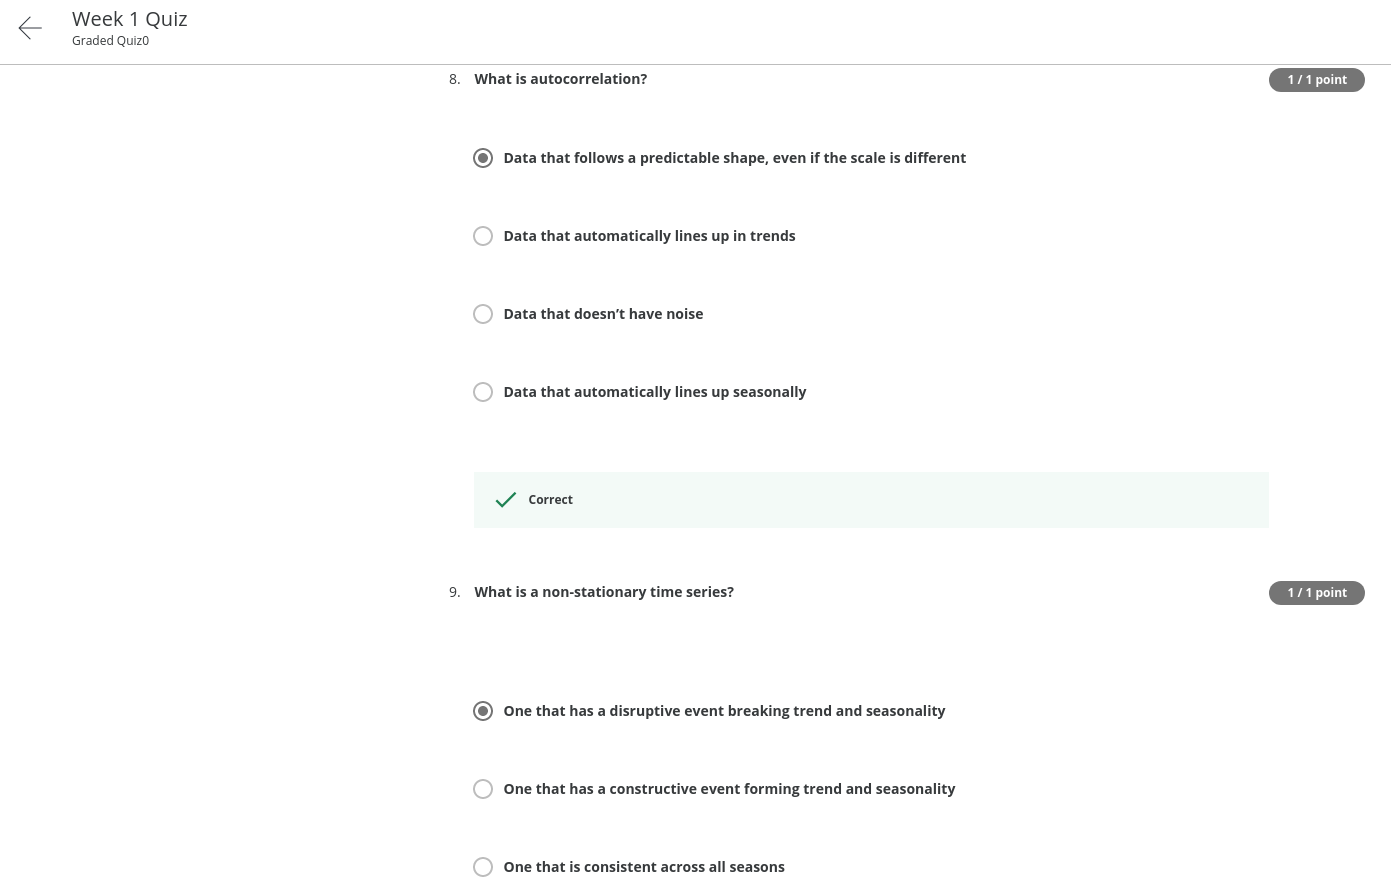 Week 1 Quiz
Graded Quiz0
8. What is autocorrelation?
1 / 1 point
Data that follows a predictable shape, even if the scale is different
Data that automatically lines up in trends
Data that doesn’t have noise
Data that automatically lines up seasonally
Correct
9. What is a non-stationary time series?
1 / 1 point
One that has a disruptive event breaking trend and seasonality
One that has a constructive event forming trend and seasonality
One that is consistent across all seasons